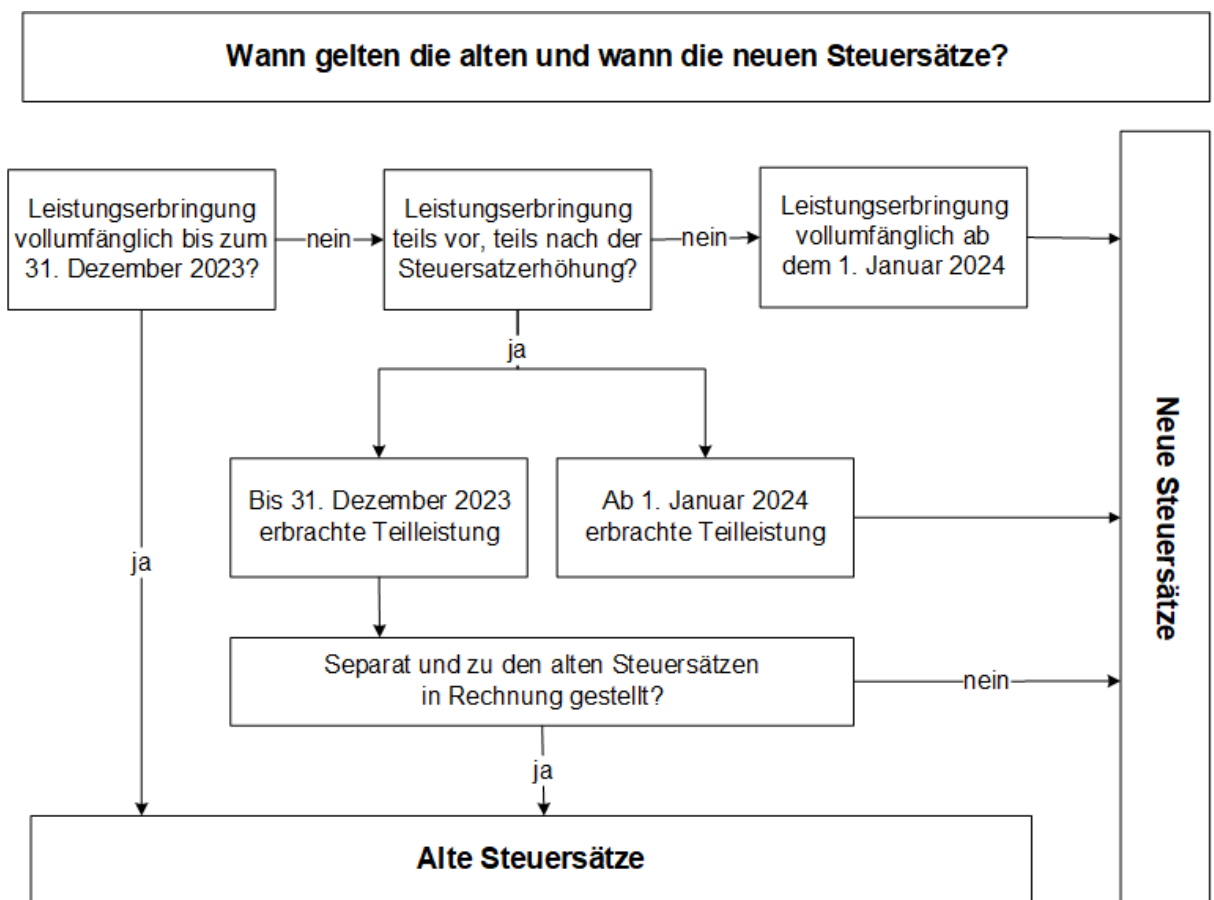 Wann gelten die alten und wann die neuen Steuersätze?
Leistungserbringung
vollumfänglich bis zum
31. Dezember 2023?
nein
Leistungserbringung
teils vor, teils nach der
Steuersatzerhöhung?
nein
Leistungserbringung
vollumfänglich ab
dem 1. Januar 2024
ja
Bis 31. Dezember 2023
erbrachte Teilleistung
Ab 1. Januar 2024
erbrachte Teilleistung
ja
Separat und zu den alten Steuersätzen
in Rechnung gestellt?
nein
ja
Alte Steuersätze
Neue Steuersätze